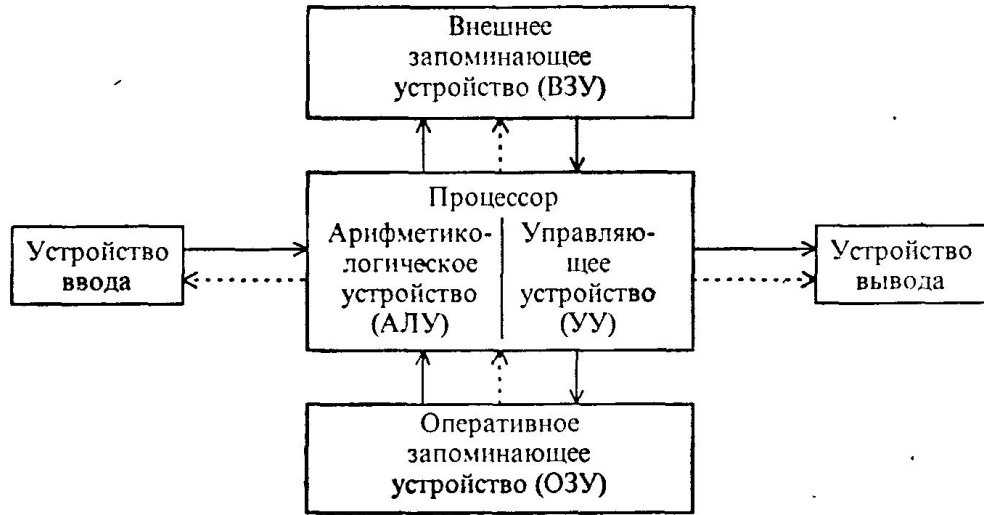 Внешнее
запоминающее
устройство (ВЗУ)
Процессор
Устройство
ввода
Арифметико-
логическое
устройство
(АЛУ)
Управляю-
щее
устройство
(УУ)
Устройство
вывода
Оперативное
запоминающее
устройство (ОЗУ)